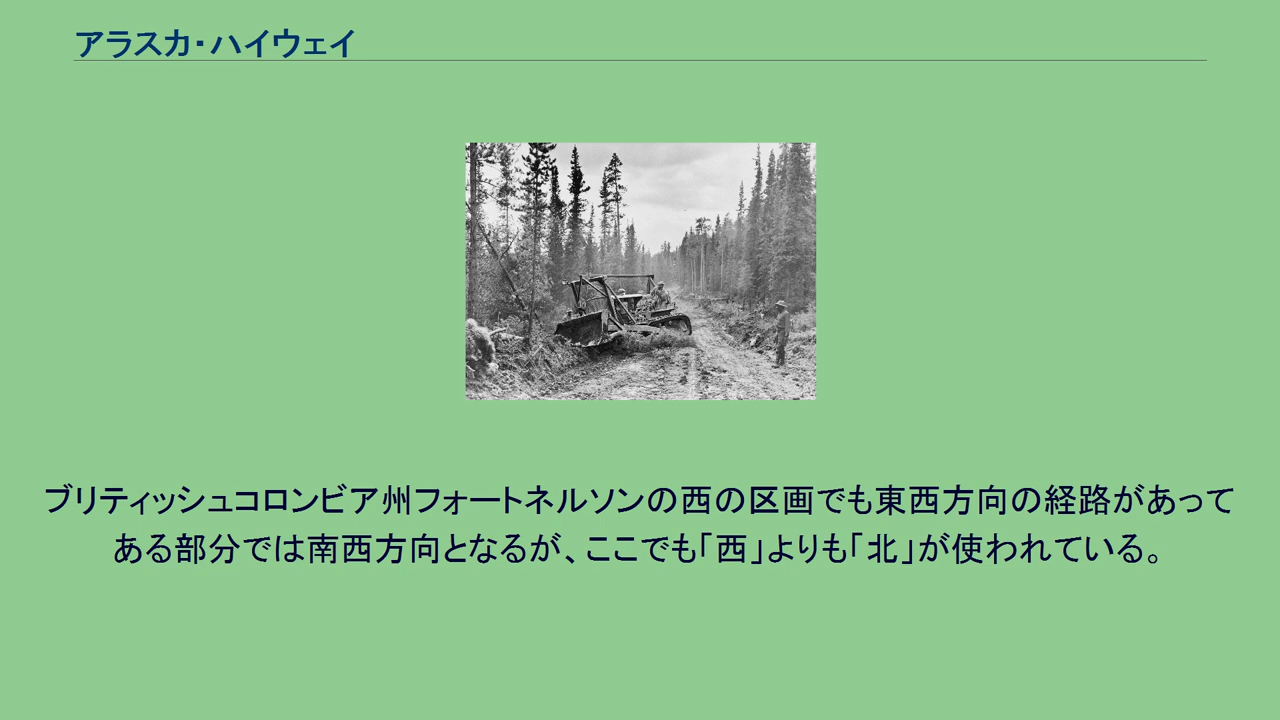 アラスカ・ハイウェイ
ブリティッシュコロンビア州フォートネルソンの西の区画でも東西方向の経路があって
ある部分では南西方向となるが、ここでも「西」よりも「北」が使われている。